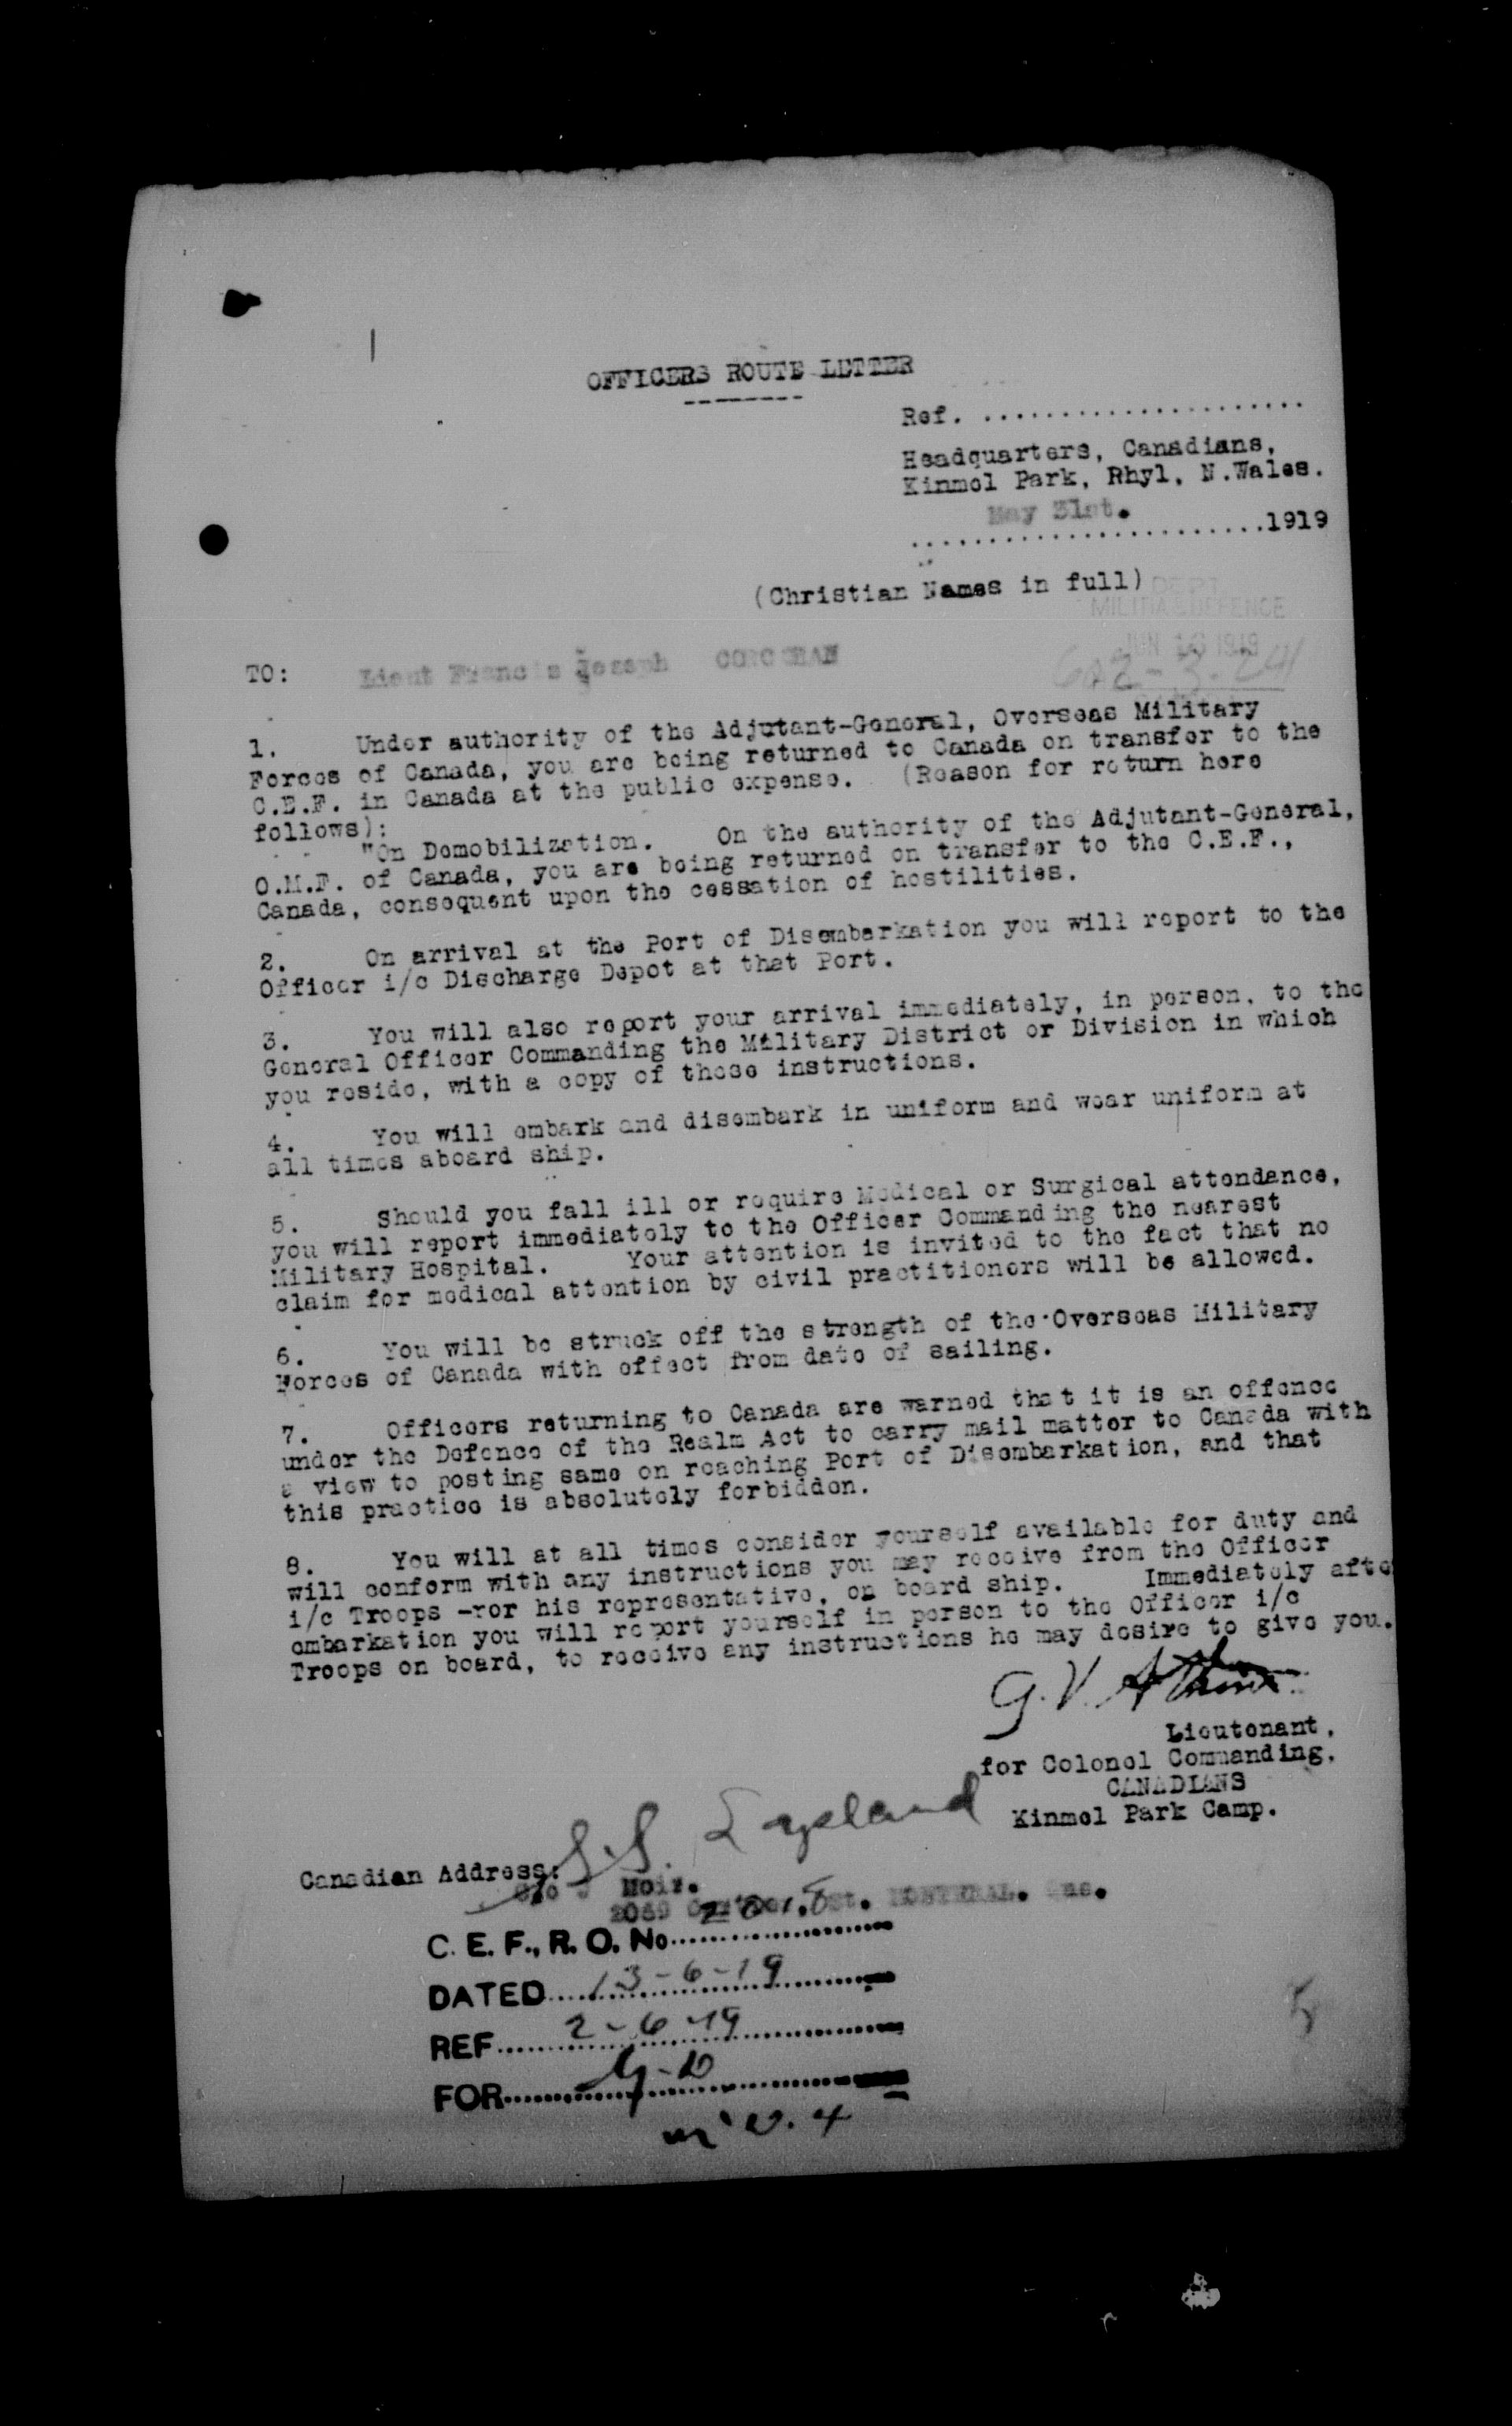 OFFICERS ROUTE LETTER
Ref. .....................
Headquarters, Canadians,
Kinmel Park, Rhyl, N.Wales.
May 31st.
.......................1919
(Christian Names in full)
DEPT.
MILITIA & DEFENCE
JUN 1919
TO: Lieut Francis Joseph CORCORAN
602-3-241
1. Under authority of the Adjutant-General, Overseas Military
Forces of Canada, you are being returned to Canada on transfer to the
C.E.F. in Canada at the public expense. (Reason for return here
follows):
"On Demobilization. On the authority of the Adjutant-General,
O.M.F. of Canada, you are being returned on transfer to the C.E.F.,
Canada, consequent upon the cessation of hostilities.
2. On arrival at the Port of Disembarkation you will report to the
Officer i/c Discharge Depot at that Port.
3. You will also report your arrival immediately, in person, to the
General Officer Commanding the Military District or Division in which
you reside, with a copy of these instructions.
4. You will embark and disembark in uniform and wear uniform at
all times aboard ship.
5. Should you fall ill or require Medical or Surgical attendance,
you will report immediately to the Officer Commanding the nearest
Military Hospital. Your attention is invited to the fact that no
claim for medical attention by civil practitioners will be allowed.
6. You will be struck off the strength of the Overseas Military
Forces of Canada with effect from date of sailing.
7. Officers returning to Canada are warned that it is an offence
under the Defence of the Realm Act to carry mail matter to Canada with
a view to posting same on reaching Port of Disembarkation, and that
this practice is absolutely forbidden.
8. You will at all times consider yourself available for duty and
will conform with any instructions you may receive from the Officer
i/c Troops -ror his representative, on board ship. Immediately afte
embarkation you will report yourself in person to the Officer i/c
Troops on board, to receive any instructions he may desire to give you.
G.V.
Lieutenant,
for Colonel Commanding,
CANADIANS
Kinmel Park Camp.
S.S. Lapland
Canadian Address:
c/o Moir.
St. MONTREAL. Que.
C. E. F., R. O. No...................
DATED 13-6-19
REF 2-6-19
FOR